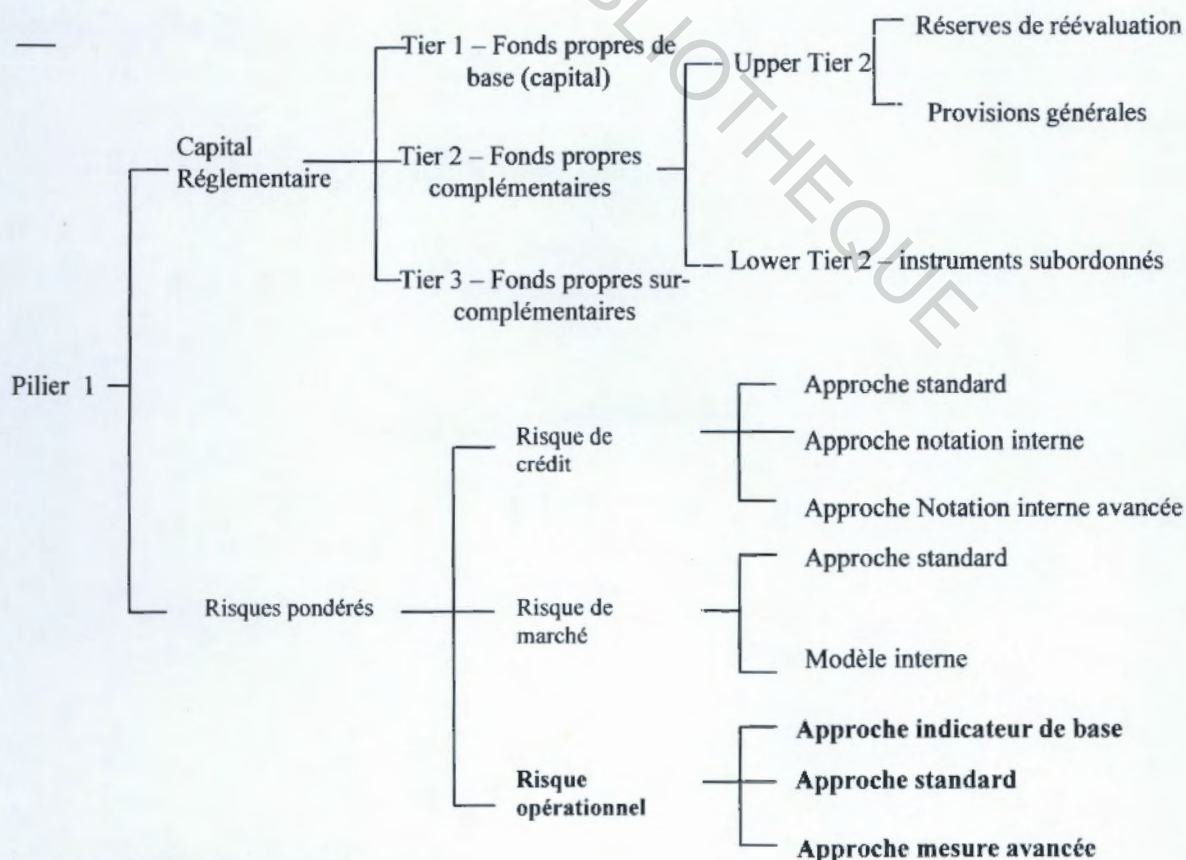 Réserves de réévaluation
Tier 1 – Fonds propres de
base (capital)
Upper Tier 2
Provisions générales
Capital
Réglementaire
Tier 2 – Fonds propres
complémentaires
Lower Tier 2 – instruments subordonnés
Tier 3 – Fonds propres sur-
complémentaires
Pilier 1
Approche standard
Risque de
crédit
Approche notation interne
Approche Notation interne avancée
Approche standard
Risques pondérés
Risque de
marché
Modèle interne
Approche indicateur de base
Risque
opérationnel
Approche standard
Approche mesure avancée